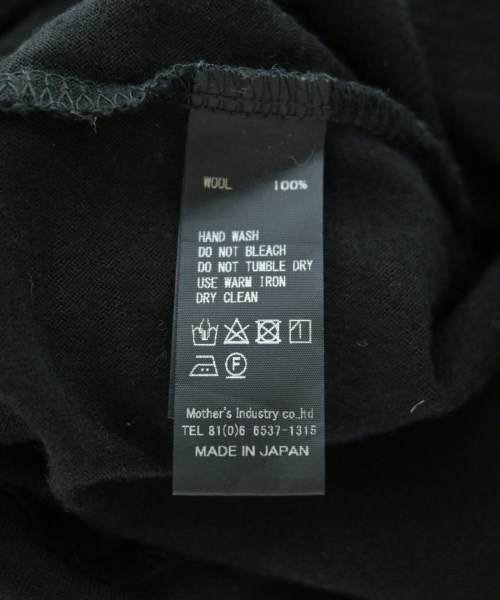 WOOL 100%
HAND WASH
DO NOT BLEACH
DO NOT TUMBLE DRY
USE WARM IRON
DRY CLEAN
F
Mother's Industry co.,ltd
TEL 81(0)6 6537-1315
MADE IN JAPAN